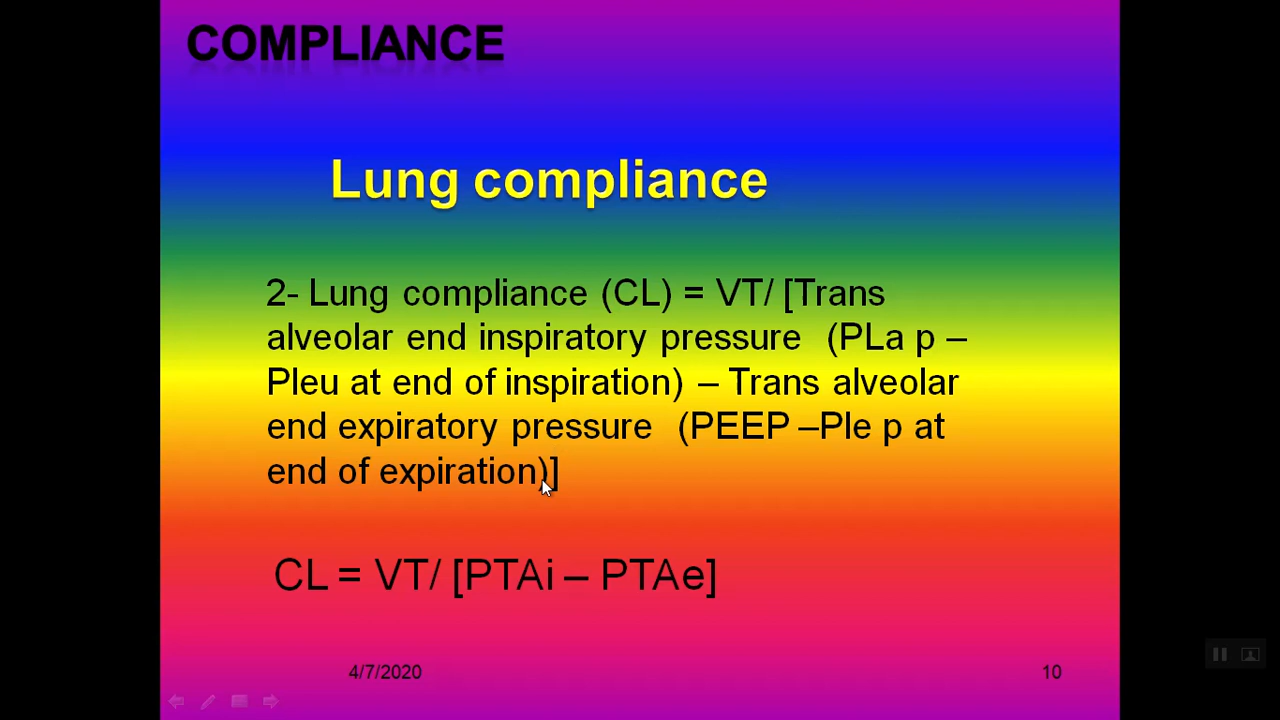 COMPLIANCE
Lung compliance
2- Lung compliance (CL) = VT/ [Trans
alveolar end inspiratory pressure (PLa p –
Pleu at end of inspiration) – Trans alveolar
end expiratory pressure (PEEP –Ple p at
end of expiration)]
CL = VT/ [PTAi – PTAe]
4/7/2020
10